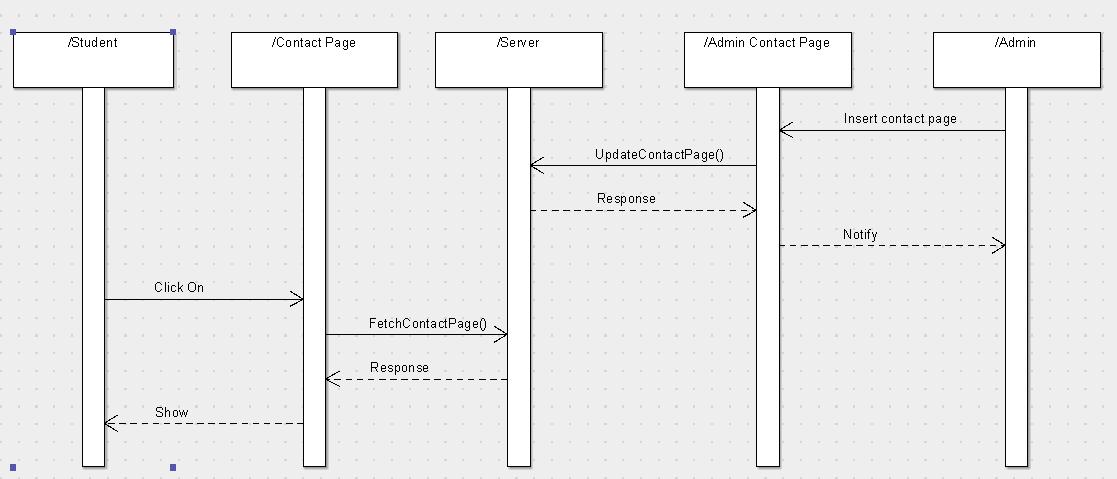 /Student
/Contact Page
/Server
/Admin Contact Page
/Admin
Insert contact page
UpdateContactPage()
Response
Notify
Click On
FetchContactPage()
Response
Show